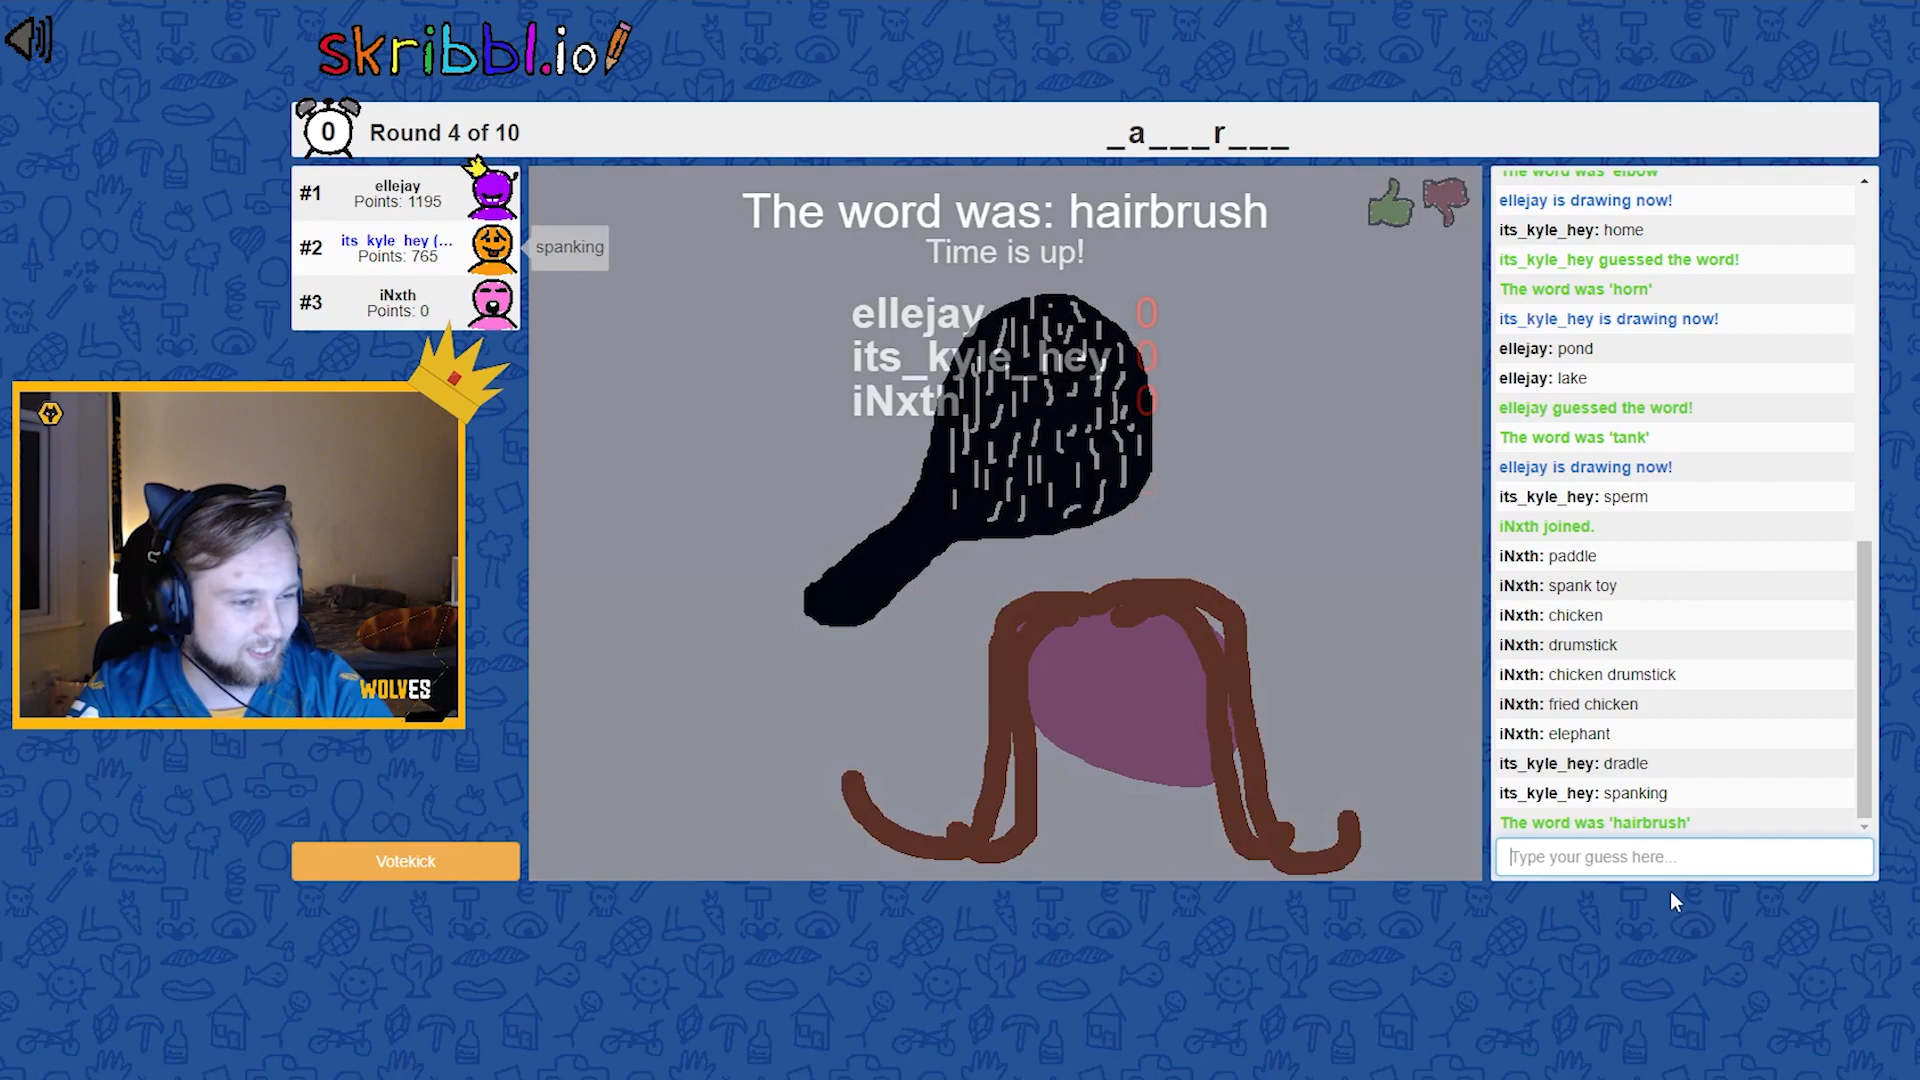 skribbl.io
0
Round 4 of 10
_a___r___
#1
ellejay
Points: 1195
#2
its_kyle_hey (...
Points: 765
#3
iNxth
Points: 0
spanking
The word was: hairbrush
Time is up!
ellejay 0
its_kyle_hey 0
iNxth 0
The word was 'elbow'
ellejay is drawing now!
its_kyle_hey: home
its_kyle_hey guessed the word!
The word was 'horn'
its_kyle_hey is drawing now!
ellejay: pond
ellejay: lake
ellejay guessed the word!
The word was 'tank'
ellejay is drawing now!
its_kyle_hey: sperm
iNxth joined.
iNxth: paddle
iNxth: spank toy
iNxth: chicken
iNxth: drumstick
iNxth: chicken drumstick
iNxth: fried chicken
iNxth: elephant
its_kyle_hey: dradle
its_kyle_hey: spanking
The word was 'hairbrush'
Type your guess here...
WOLVES
Votekick